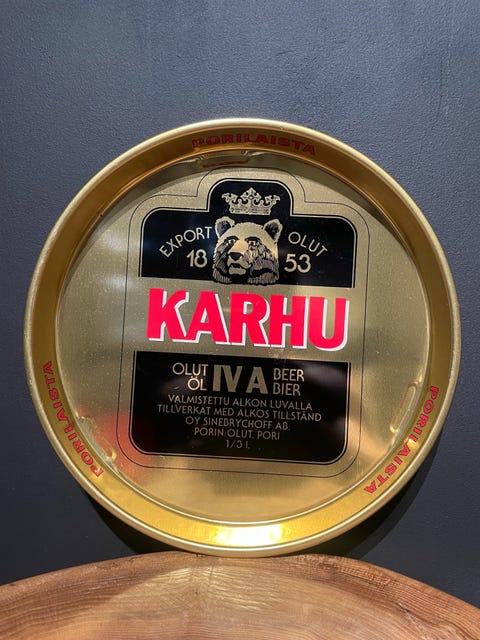 PORILAISTA
EXPORT OLUT
18 53
KARHU
OLUT IV A BEER
ÖL BIER
VALMISTETTU ALKON LUVALLA
TILLVERKAT MED ALKOS TILLSTÅND
OY SINEBRYCHOFF AB.
PORIN OLUT. PORI
1/3 l.
PORILAISTA
PORILAISTA